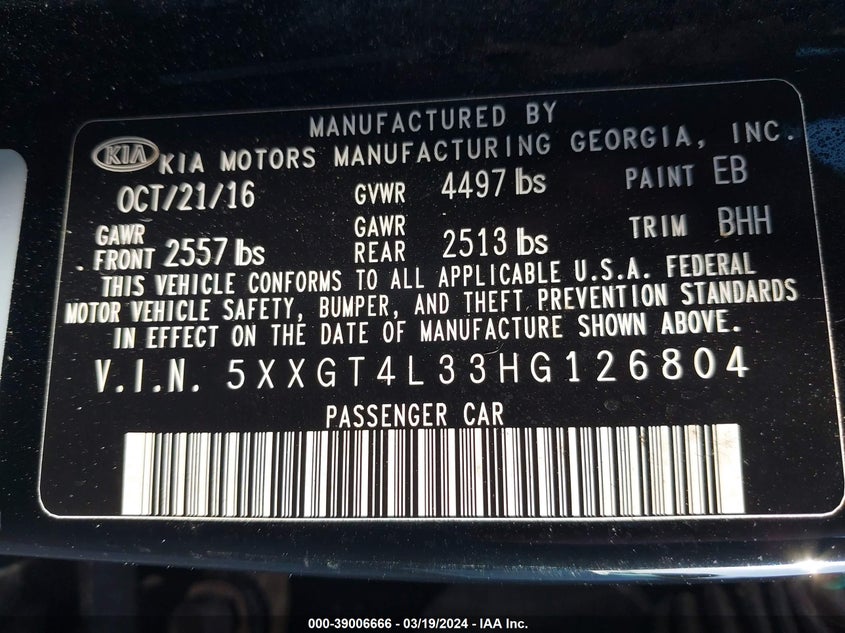 MANUFACTURED BY
KIA KIA MOTORS MANUFACTURING GEORGIA, INC.
OCT/21/16 GVWR 4497 lbs PAINT EB
GAWR FRONT 2557 lbs GAWR REAR 2513 lbs TRIM BHH
THIS VEHICLE CONFORMS TO ALL APPLICABLE U.S.A. FEDERAL
MOTOR VEHICLE SAFETY, BUMPER, AND THEFT PREVENTION STANDARDS
IN EFFECT ON THE DATE OF MANUFACTURE SHOWN ABOVE.
V.I.N. 5XXGT4L33HG126804
PASSENGER CAR
000-39006666 - 03/19/2024 - IAA Inc.